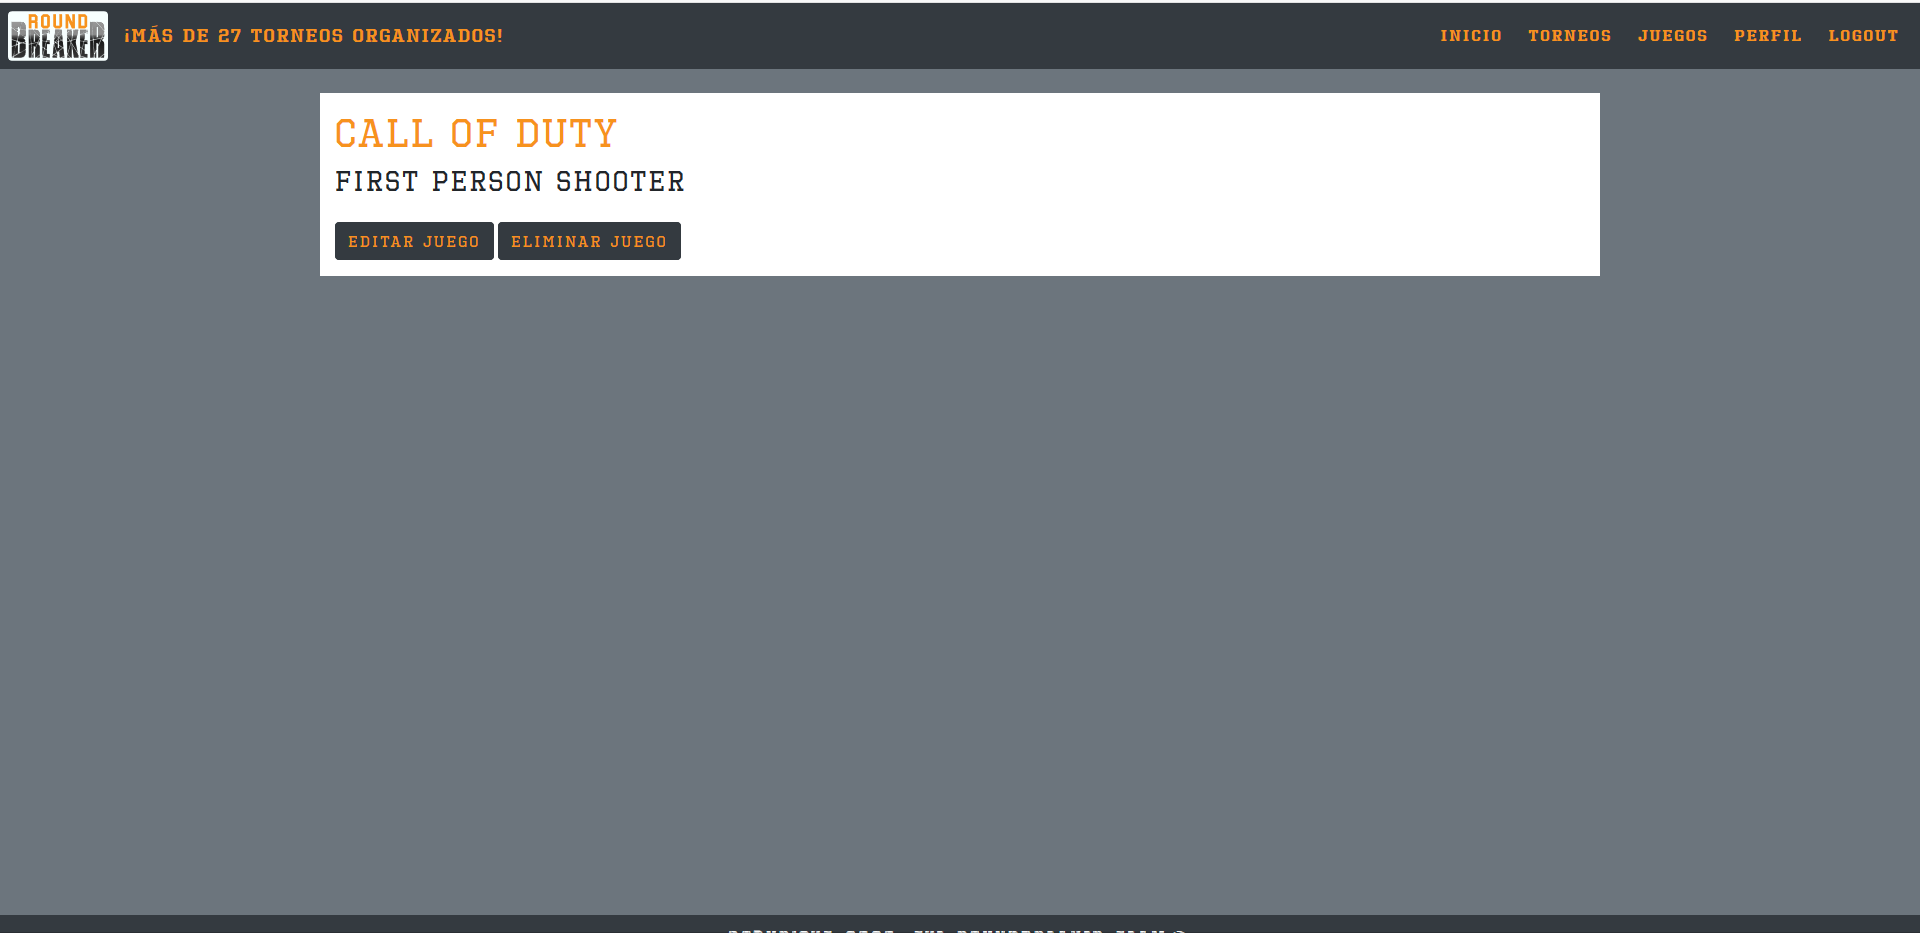 ROUND
BREAKER
¡MÁS DE 27 TORNEOS ORGANIZADOS!
INICIO TORNEOS JUEGOS PERFIL LOGOUT
CALL OF DUTY
FIRST PERSON SHOOTER
EDITAR JUEGO ELIMINAR JUEGO